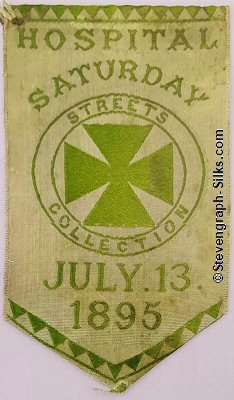 HOSPITAL
SATURDAY
STREETS
COLLECTION
JULY.13.
1895
© Stevengraph-Silks.com